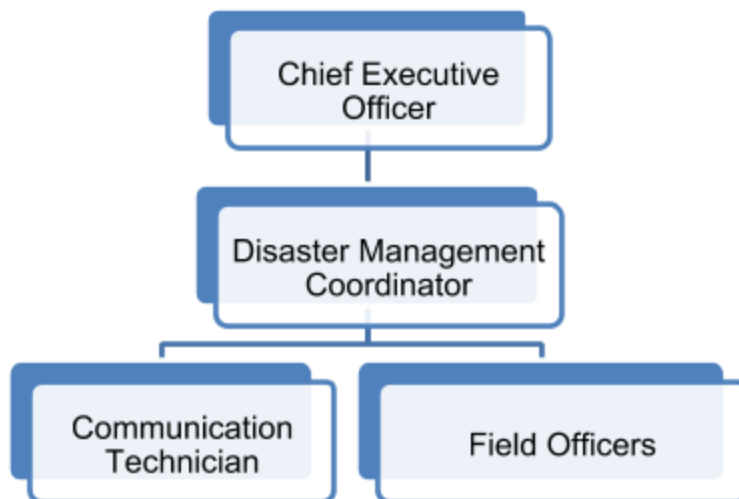 Chief Executive
Officer
Disaster Management
Coordinator
Communication
Technician
Field Officers